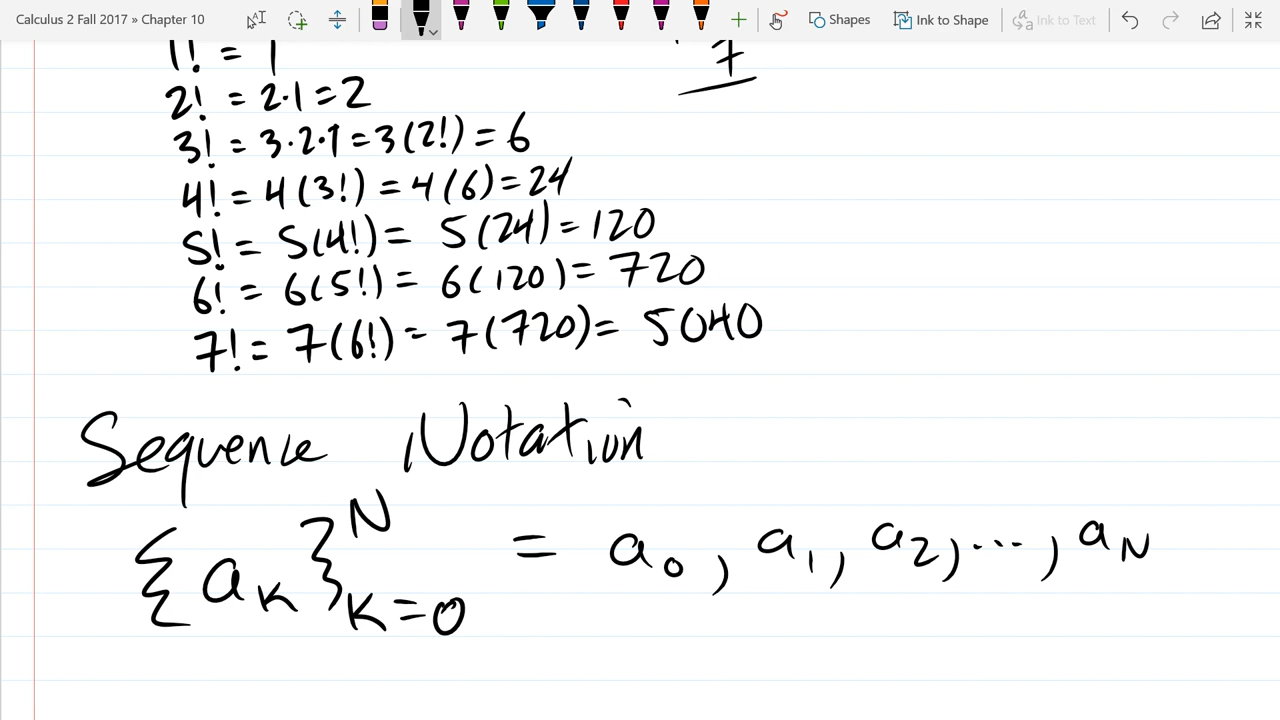 Calculus 2 Fall 2017 » Chapter 10 Shapes Ink to Shape Ink to Text
1! = 1
7
2! = 2·1 = 2
3! = 3·2·1 = 3(2!) = 6
4! = 4(3!) = 4(6) = 24
5! = 5(4!) = 5(24) = 120
6! = 6(5!) = 6(120) = 720
7! = 7(6!) = 7(720) = 5040
Sequence Notation
{a_k}_{k=0}^N = a_0, a_1, a_2, ..., a_N